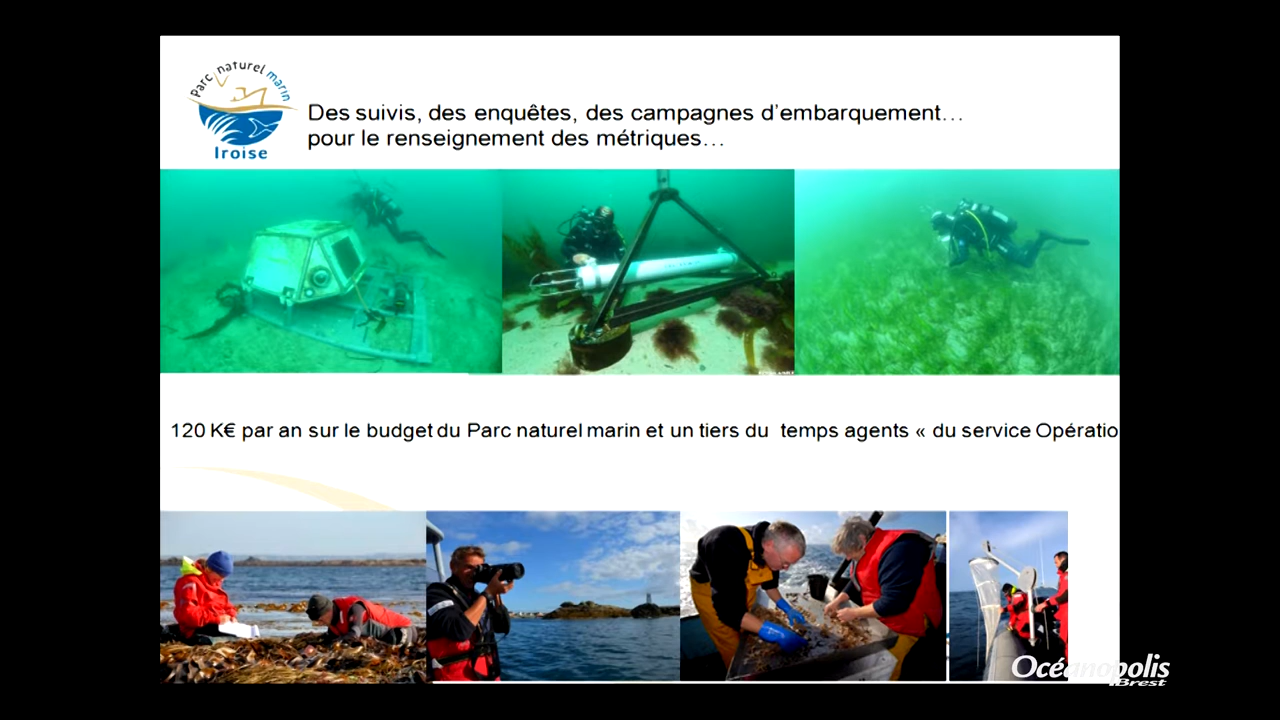 Parc naturel marin
Iroise
Des suivis, des enquêtes, des campagnes d'embarquement…
pour le renseignement des métriques…
120 K€ par an sur le budget du Parc naturel marin et un tiers du temps agents « du service Opératio
Océanopolis
Brest